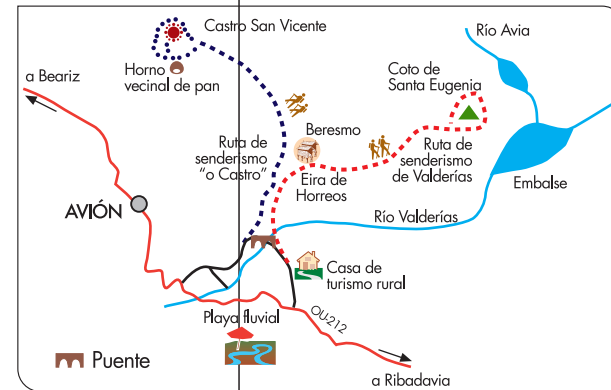 Castro San Vicente
Río Avia
a Beariz
Horno
vecinal de pan
Coto de
Santa Eugenia
Beresmo
Ruta de
senderismo
"o Castro"
Ruta de
senderismo
de Valderías
Eira de
Horreos
Embalse
AVIÓN
Río Valderías
Casa de
turismo rural
Playa fluvial
OU-212
Puente
a Ribadavia